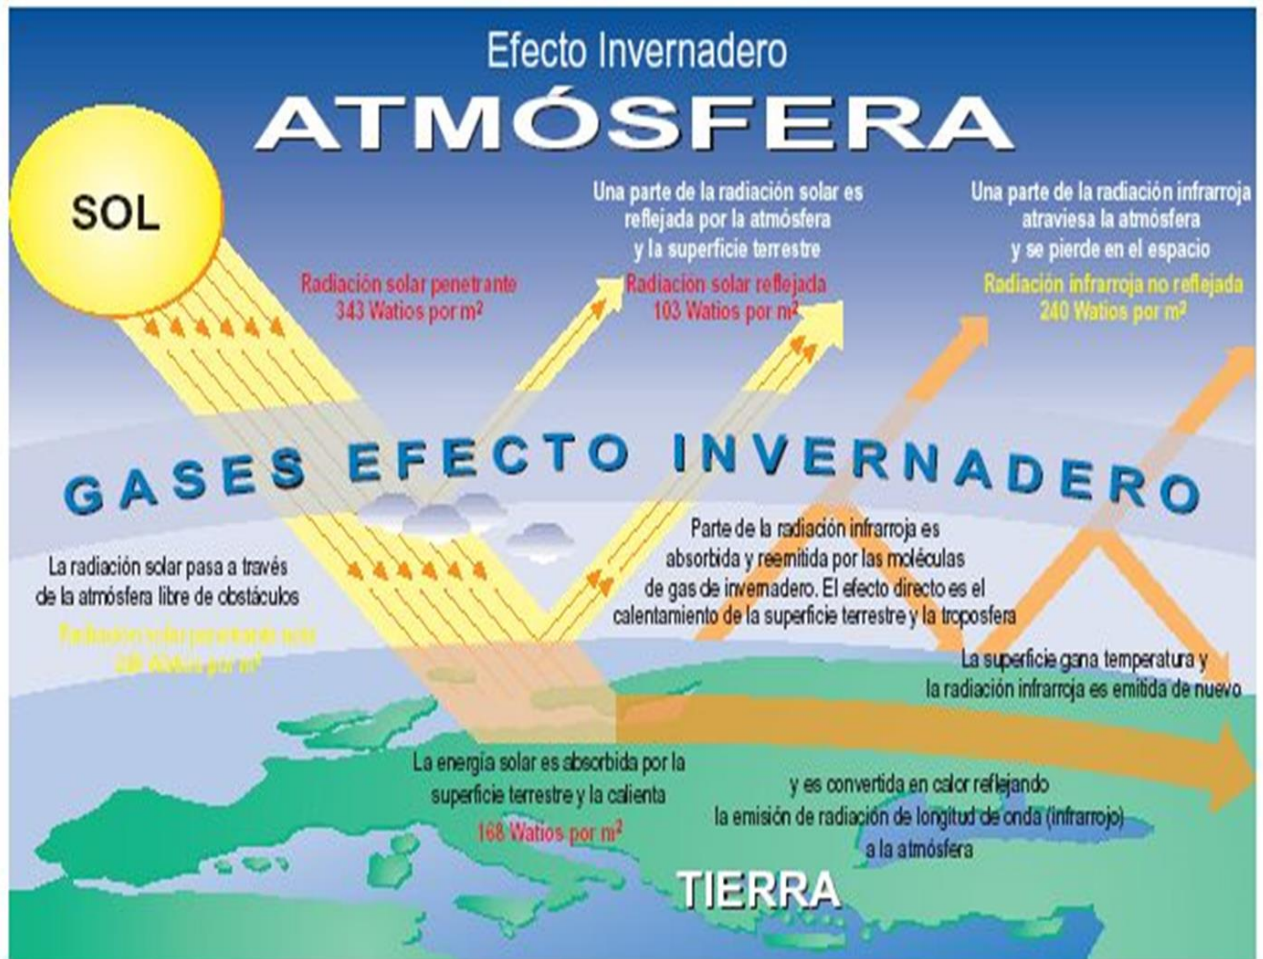 Efecto Invernadero
ATMÓSFERA
SOL
Una parte de la radiación solar es
reflejada por la atmósfera
y la superficie terrestre
Radiación solar reflejada
103 Watios por m²
Una parte de la radiación infrarroja
atraviesa la atmósfera
y se pierde en el espacio
Radiación infrarroja no reflejada
240 Watios por m²
Radiación solar penetrante
343 Watios por m²
GASES EFECTO INVERNADERO
La radiación solar pasa a través
de la atmósfera libre de obstáculos
Radiación solar penetrante
Watios por m²
Parte de la radiación infrarroja es
absorbida y reemitida por las moléculas
de gas de invernadero. El efecto directo es el
calentamiento de la superficie terrestre y la troposfera
La superficie gana temperatura y
la radiación infrarroja es emitida de nuevo
La energía solar es absorbida por la
superficie terrestre y la calienta
168 Watios por m²
y es convertida en calor reflejando
la emisión de radiación de longitud de onda (infrarrojo)
a la atmósfera
TIERRA